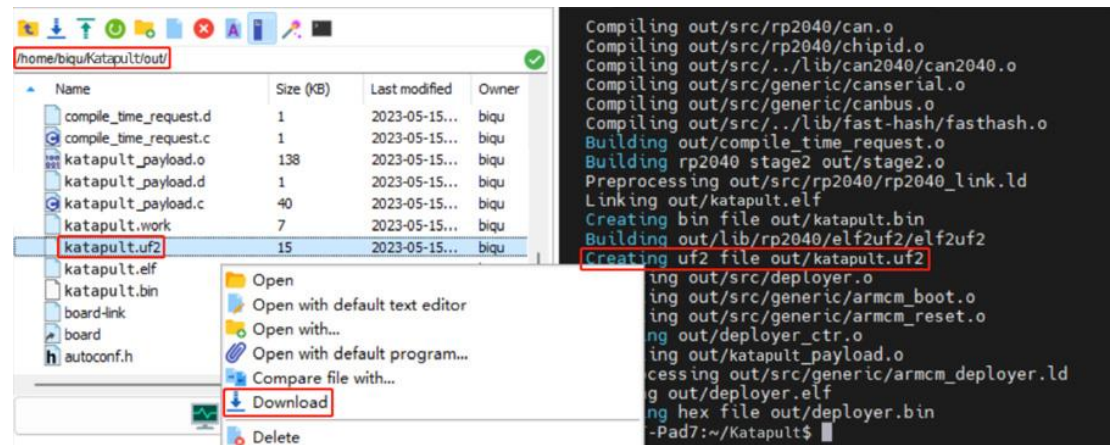 /home/biqu/Katapult/out/
Name Size (KB) Last modified Owner
compile_time_request.d 1 2023-05-15... biqu
compile_time_request.c 1 2023-05-15... biqu
katapult_payload.o 138 2023-05-15... biqu
katapult_payload.d 1 2023-05-15... biqu
katapult_payload.c 40 2023-05-15... biqu
katapult.work 7 2023-05-15... biqu
katapult.uf2 15 2023-05-15... biqu
katapult.elf
katapult.bin
board-link
board
autoconf.h
Open
Open with default text editor
Open with...
Open with default program...
Compare file with...
Download
Delete
Compiling out/src/rp2040/can.o
Compiling out/src/rp2040/chipid.o
Compiling out/src/../lib/can2040/can2040.o
Compiling out/src/generic/canserial.o
Compiling out/src/generic/canbus.o
Compiling out/src/../lib/fast-hash/fasthash.o
Building out/compile_time_request.o
Building rp2040 stage2 out/stage2.o
Preprocessing out/src/rp2040/rp2040_link.ld
Linking out/katapult.elf
Creating bin file out/katapult.bin
Building out/lib/rp2040/elf2uf2/elf2uf2
Creating uf2 file out/katapult.uf2
ing out/src/deployer.o
ing out/src/generic/armcm_boot.o
ing out/src/generic/armcm_reset.o
ng out/deployer_ctr.o
ing out/katapult_payload.o
cessing out/src/generic/armcm_deployer.ld
g out/deployer.elf
ng hex file out/deployer.bin
-Pad7:~/Katapult$